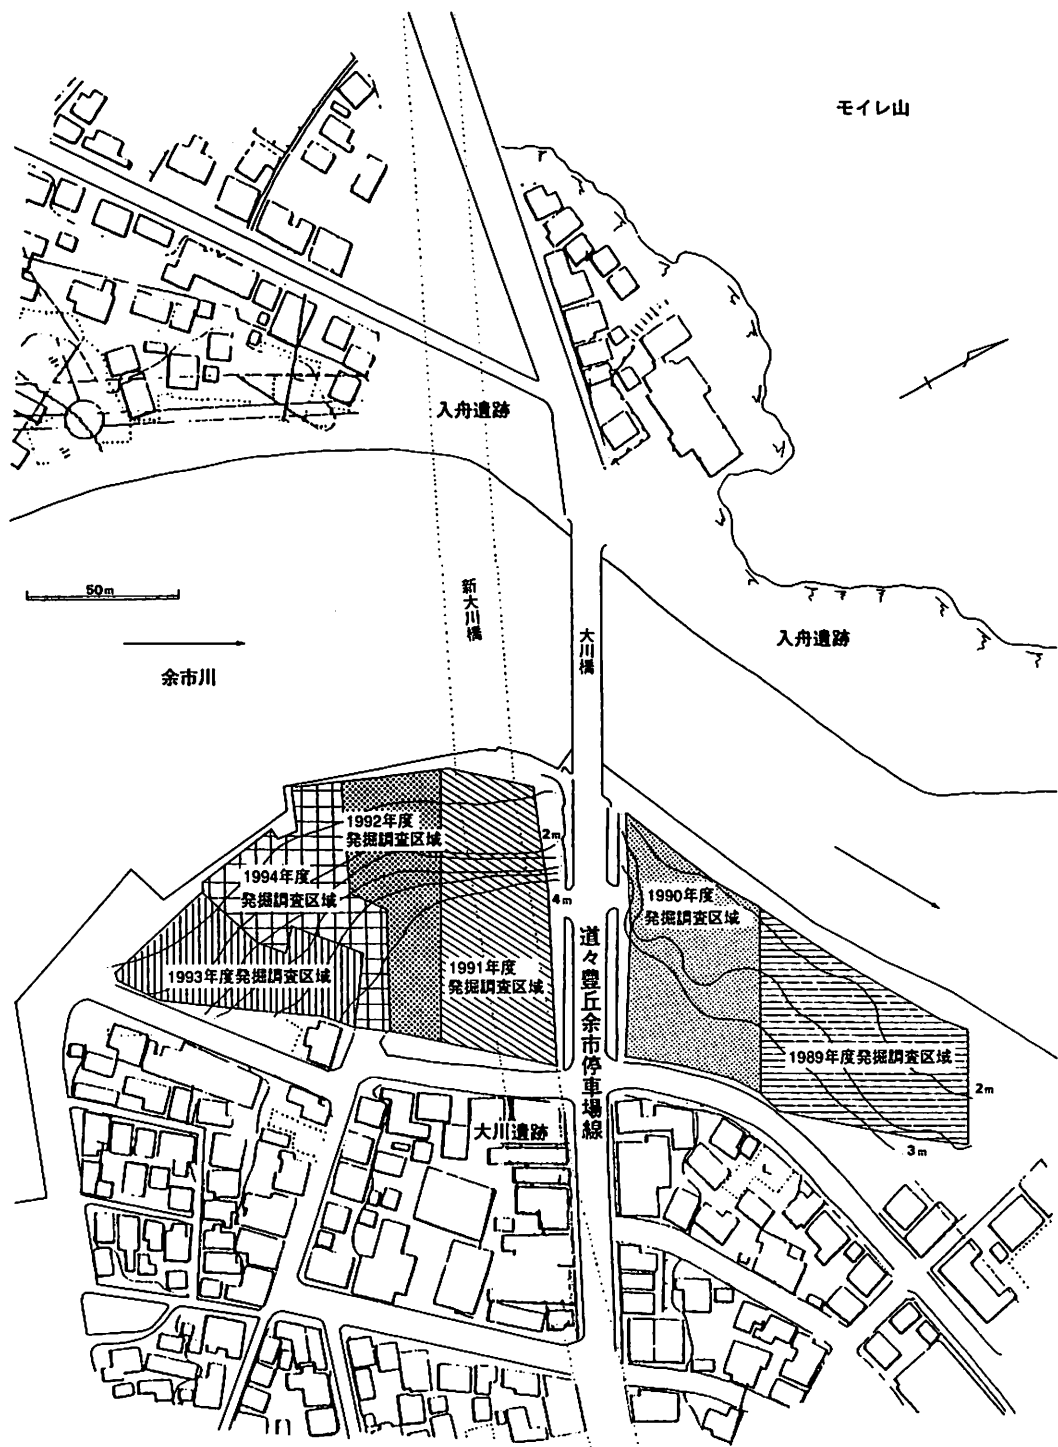 モイレ山
入舟遺跡
50m
新大川橋
大川橋
入舟遺跡
余市川
1992年度
発掘調査区域
2m
1994年度
発掘調査区域
4m
1990年度
発掘調査区域
道々豊丘余市停車場線
1993年度発掘調査区域
1991年度
発掘調査区域
1989年度発掘調査区域
2m
大川遺跡
3m